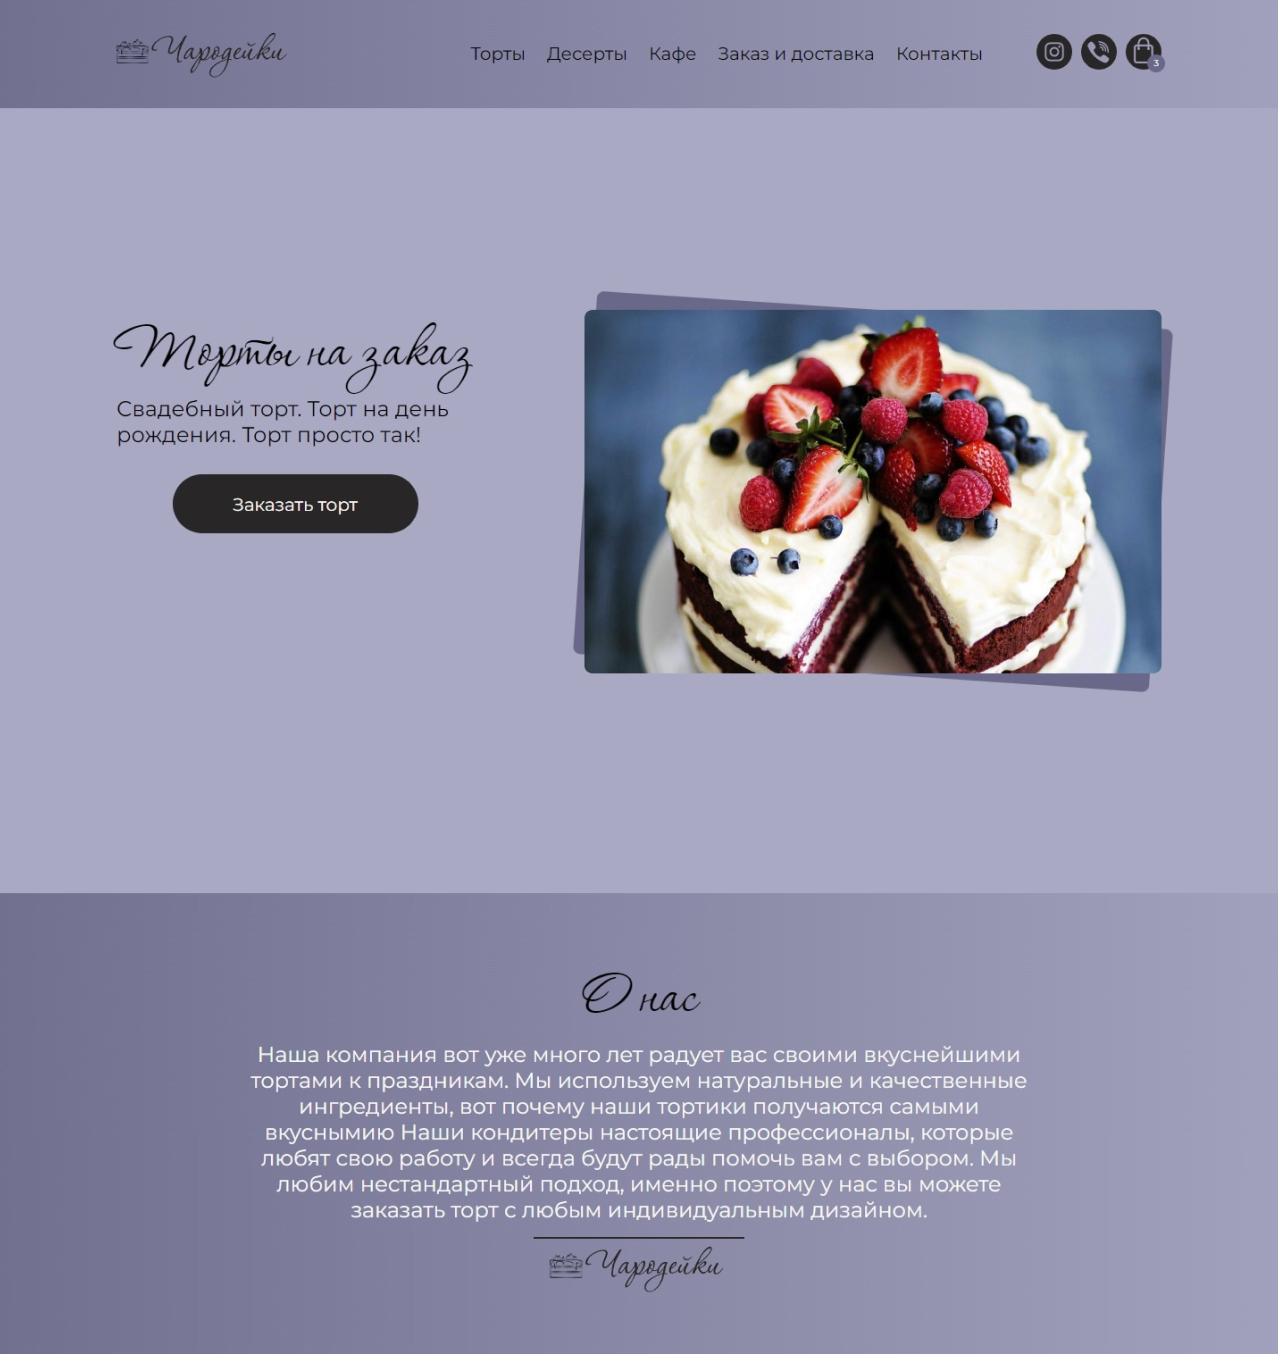 Чародейки
Торты Десерты Кафе Заказ и доставка Контакты
3
Торты на заказ
Свадебный торт. Торт на день
рождения. Торт просто так!
Заказать торт
О нас
Наша компания вот уже много лет радует вас своими вкуснейшими
тортами к праздникам. Мы используем натуральные и качественные
ингредиенты, вот почему наши тортики получаются самыми
вкуснымию Наши кондитеры настоящие профессионалы, которые
любят свою работу и всегда будут рады помочь вам с выбором. Мы
любим нестандартный подход, именно поэтому у нас вы можете
заказать торт с любым индивидуальным дизайном.
Чародейки